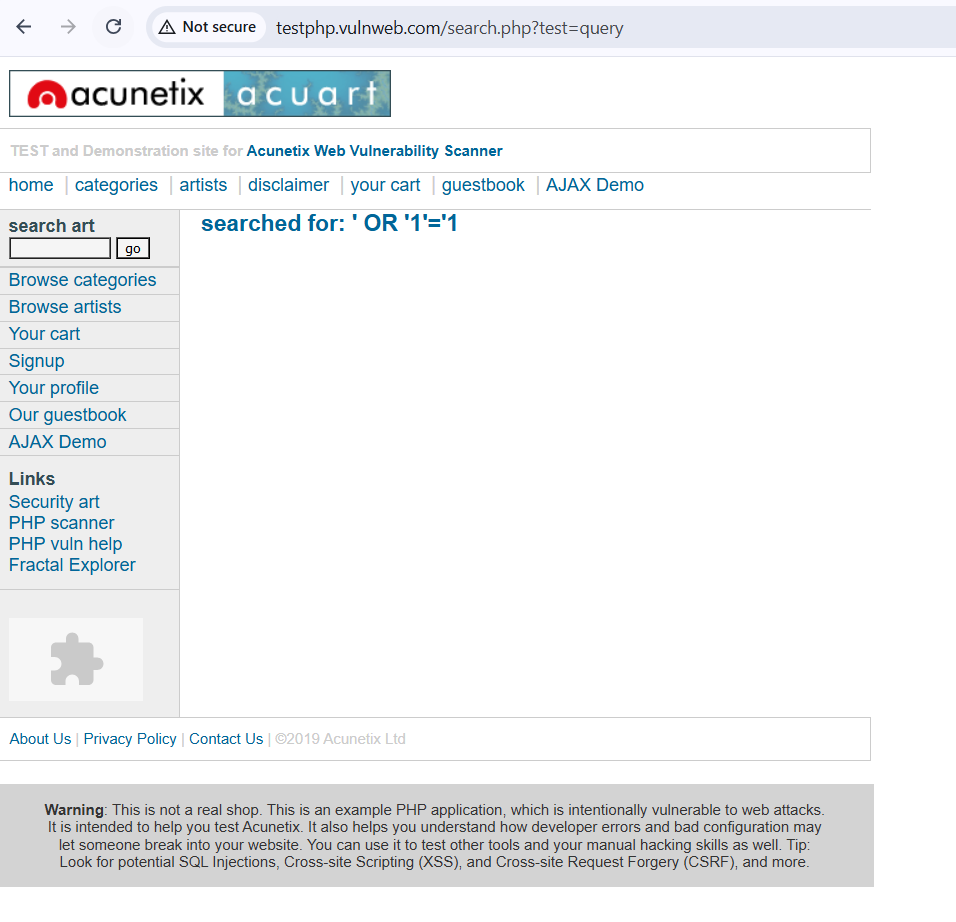 Not secure testphp.vulnweb.com/search.php?test=query
acunetix acuart
TEST and Demonstration site for Acunetix Web Vulnerability Scanner
home | categories | artists | disclaimer | your cart | guestbook | AJAX Demo
search art
go
Browse categories
Browse artists
Your cart
Signup
Your profile
Our guestbook
AJAX Demo
Links
Security art
PHP scanner
PHP vuln help
Fractal Explorer
searched for: ' OR '1'='1
About Us | Privacy Policy | Contact Us | ©2019 Acunetix Ltd
Warning: This is not a real shop. This is an example PHP application, which is intentionally vulnerable to web attacks.
It is intended to help you test Acunetix. It also helps you understand how developer errors and bad configuration may
let someone break into your website. You can use it to test other tools and your manual hacking skills as well. Tip:
Look for potential SQL Injections, Cross-site Scripting (XSS), and Cross-site Request Forgery (CSRF), and more.